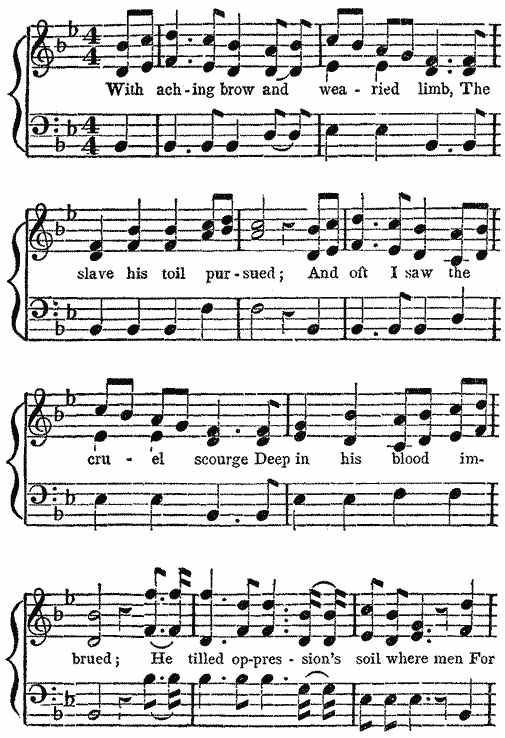 With ach-ing brow and wea - ried limb, The
slave his toil pur-sued; And oft I saw the
cru - el scourge Deep in his blood im-
brued; He tilled op-pres - sion's soil where men For